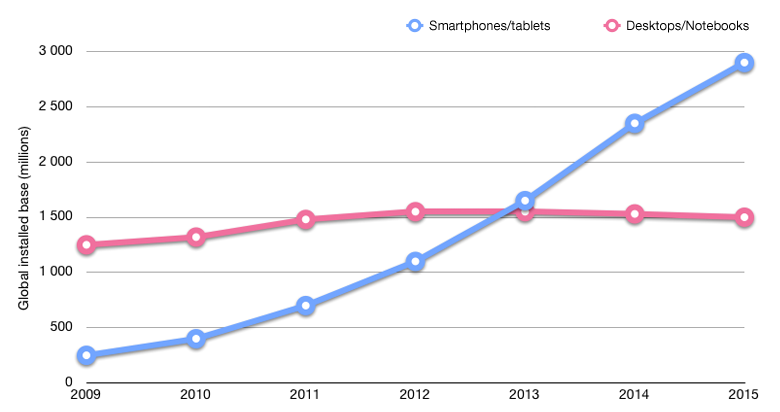 Smartphones/tablets Desktops/Notebooks
3 000
2 500
2 000
1 500
1 000
500
0
Global installed base (millions)
2009 2010 2011 2012 2013 2014 2015